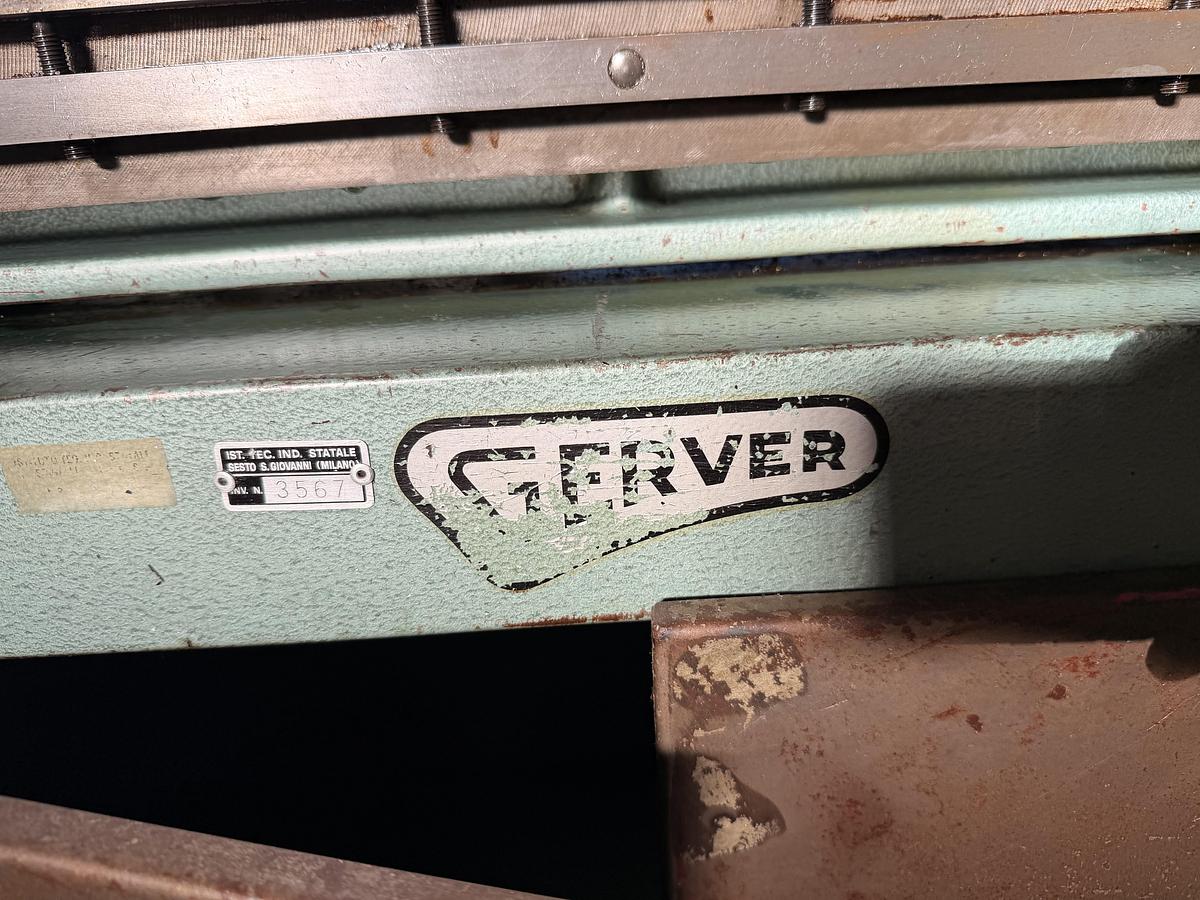 IST. TEC. IND. STATALE
SESTO S. GIOVANNI (MILANO)
INV. N. 3567
GERVER